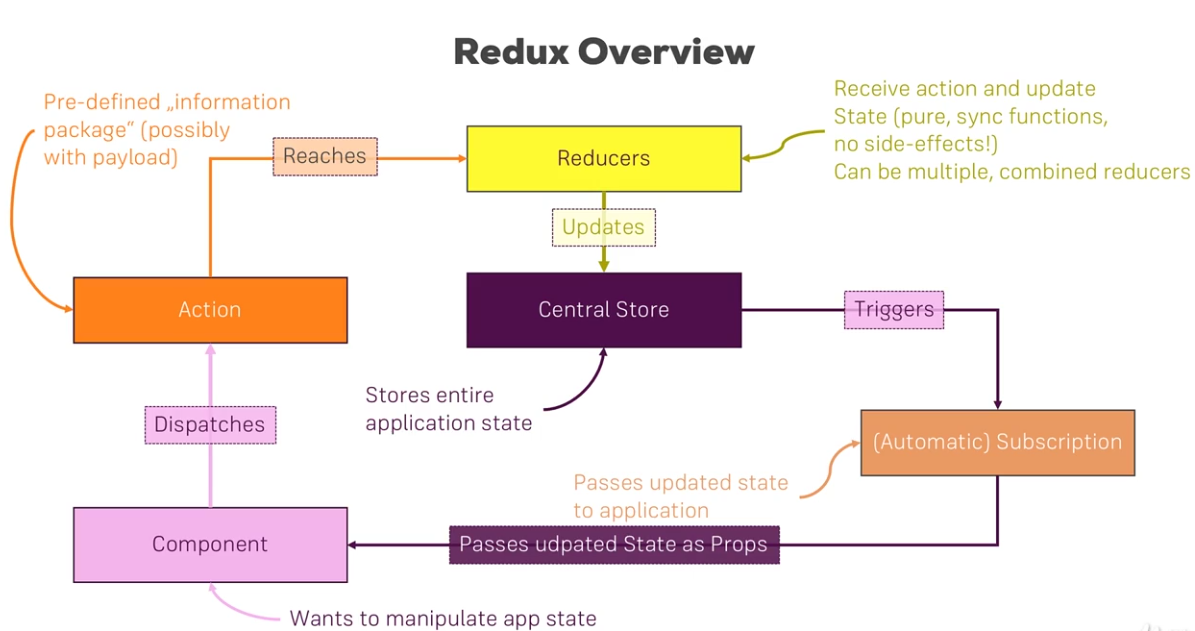 Redux Overview
Pre-defined „information
package“ (possibly
with payload)
Reaches
Reducers
Receive action and update
State (pure, sync functions,
no side-effects!)
Can be multiple, combined reducers
Updates
Action
Central Store
Triggers
Stores entire
application state
Dispatches
(Automatic) Subscription
Passes updated state
to application
Component
Passes udpated State as Props
Wants to manipulate app state